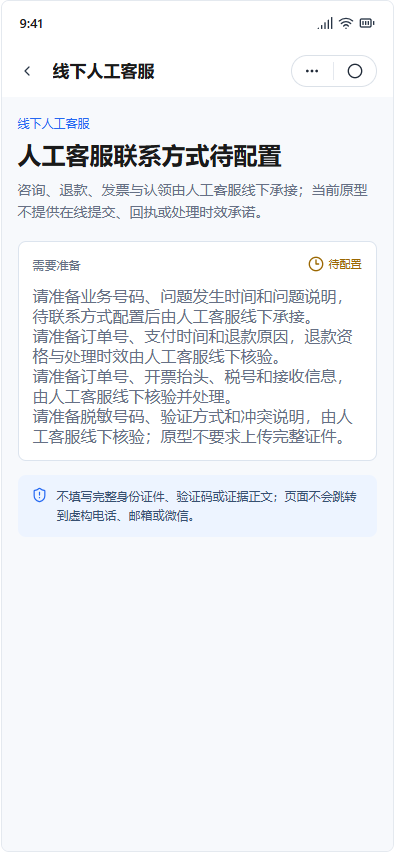 9:41
线下人工客服
线下人工客服
人工客服联系方式待配置
咨询、退款、发票与认领由人工客服线下承接；当前原型
不提供在线提交、回执或处理时效承诺。
需要准备
待配置
请准备业务号码、问题发生时间和问题说明，
待联系方式配置后由人工客服线下承接。
请准备订单号、支付时间和退款原因，退款资
格与处理时效由人工客服线下核验。
请准备订单号、开票抬头、税号和接收信息，
由人工客服线下核验并处理。
请准备脱敏号码、验证方式和冲突说明，由人
工客服线下核验；原型不要求上传完整证件。
不填写完整身份证件、验证码或证据正文；页面不会跳转
到虚构电话、邮箱或微信。